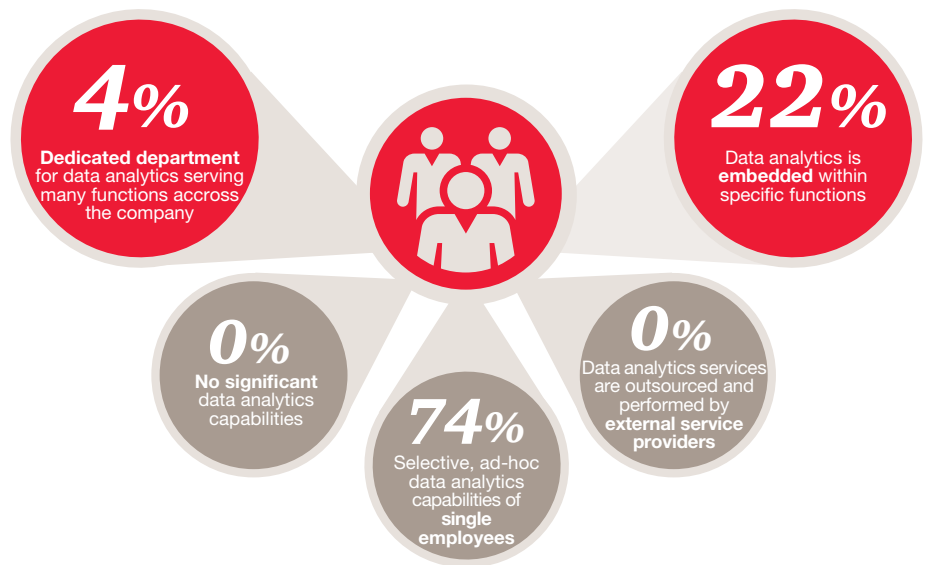 4%
Dedicated department
for data analytics serving
many functions accross
the company
22%
Data analytics is
embedded within
specific functions
0%
No significant
data analytics
capabilities
74%
Selective, ad-hoc
data analytics
capabilities of
single
employees
0%
Data analytics services
are outsourced and
performed by
external service
providers